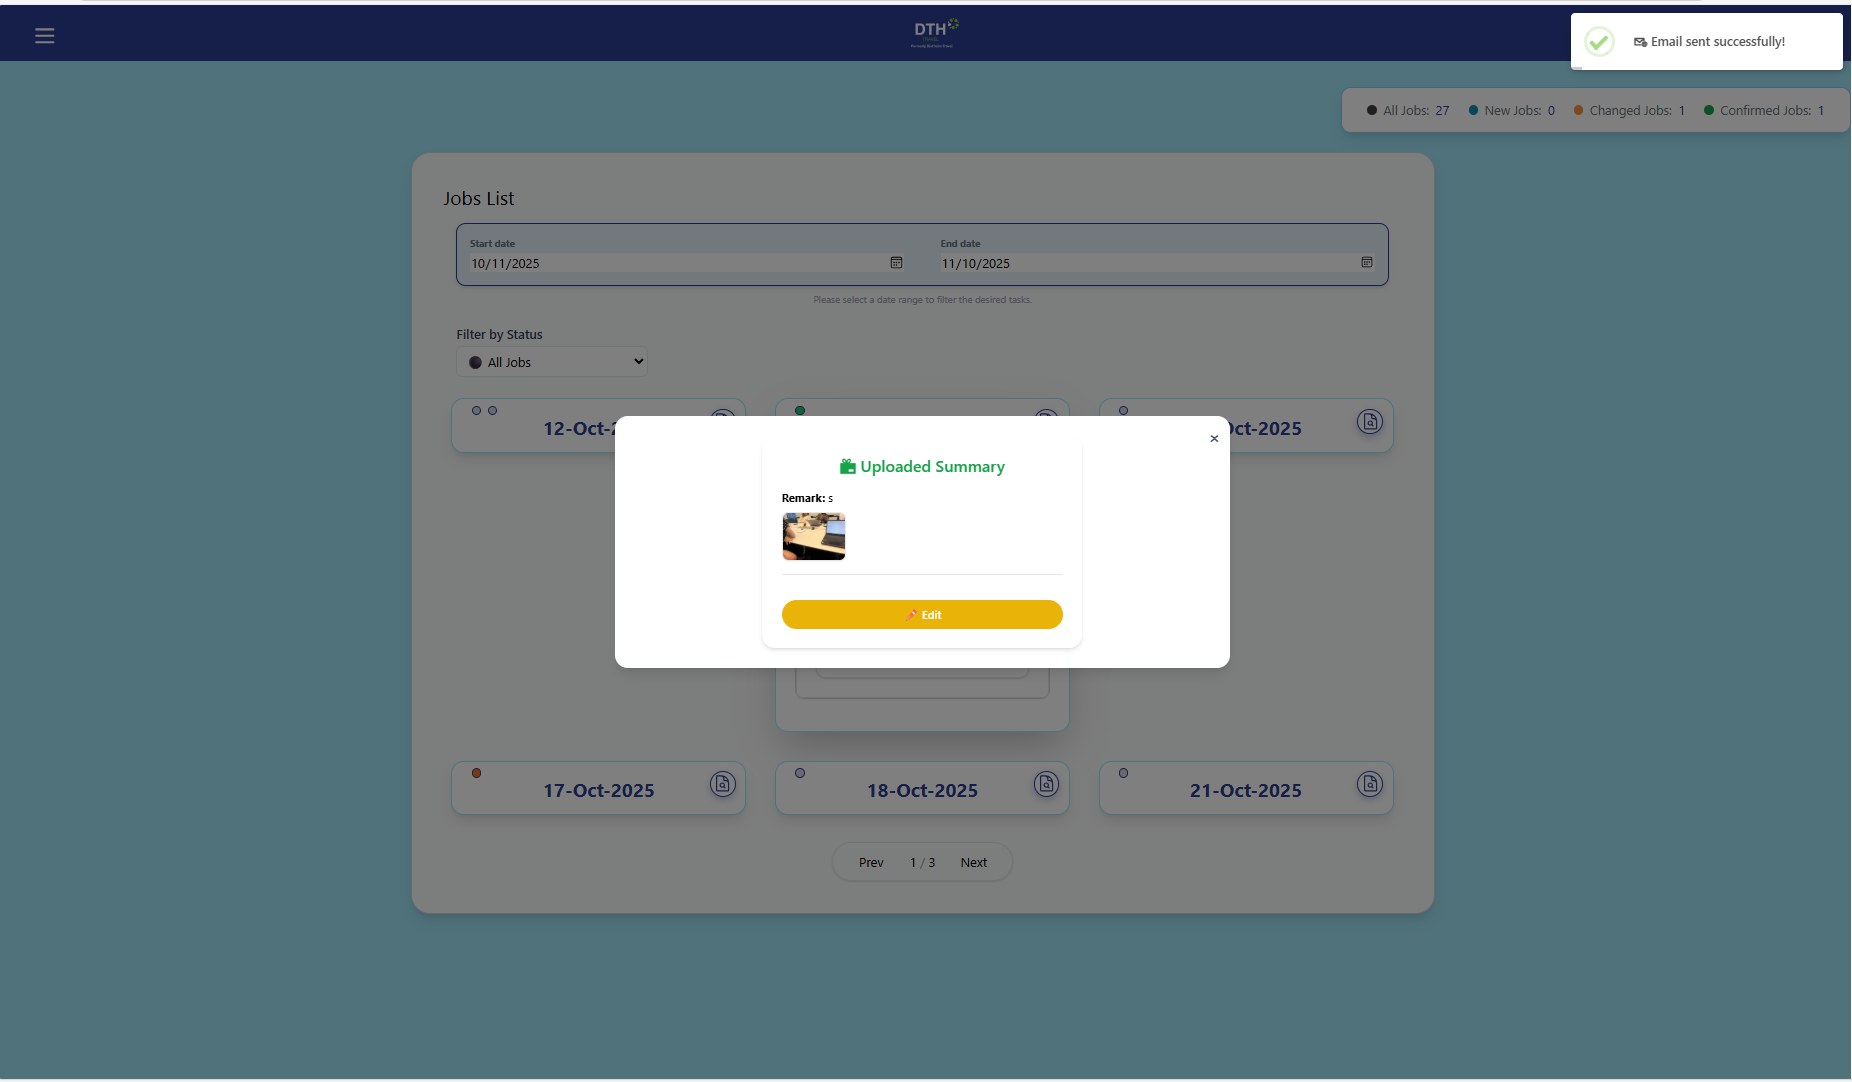 DTH
TRAVEL
Email sent successfully!
All Jobs: 27
New Jobs: 0
Changed Jobs: 1
Confirmed Jobs: 1
Jobs List
Start date
10/11/2025
End date
11/10/2025
Please select a date range to filter the desired tasks.
Filter by Status
All Jobs
12-Oct-2
Oct-2025
×
Uploaded Summary
Remark: s
Edit
17-Oct-2025
18-Oct-2025
21-Oct-2025
Prev
1 / 3
Next